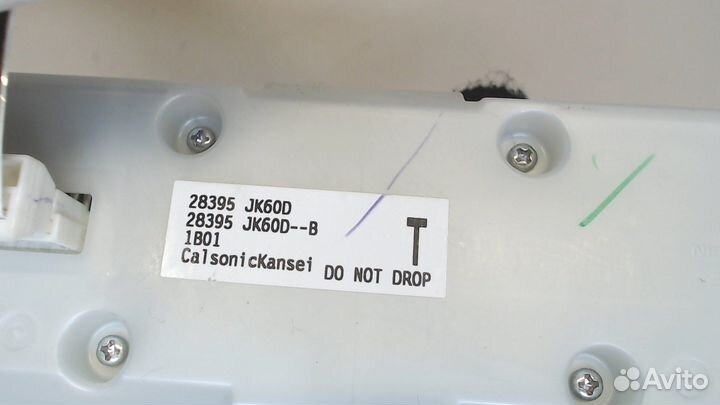 28395 JK60D
28395 JK60D--B
1B01
T
CalsonicKansei DO NOT DROP
Avito